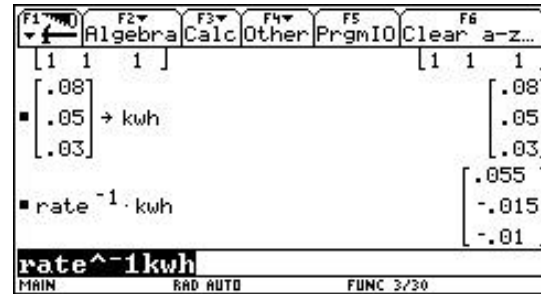 F1 F2 F3 F4 F5 F6
Algebra Calc Other PrgmIO Clear a-z…
[1 1 1] [1 1 1
[.08] [.08
▪ [.05] → kwh .05
[.03] .03]
[.055
▪ rate⁻¹·kwh -.015
-.01
rate^-1kwh
MAIN RAD AUTO FUNC 3/30